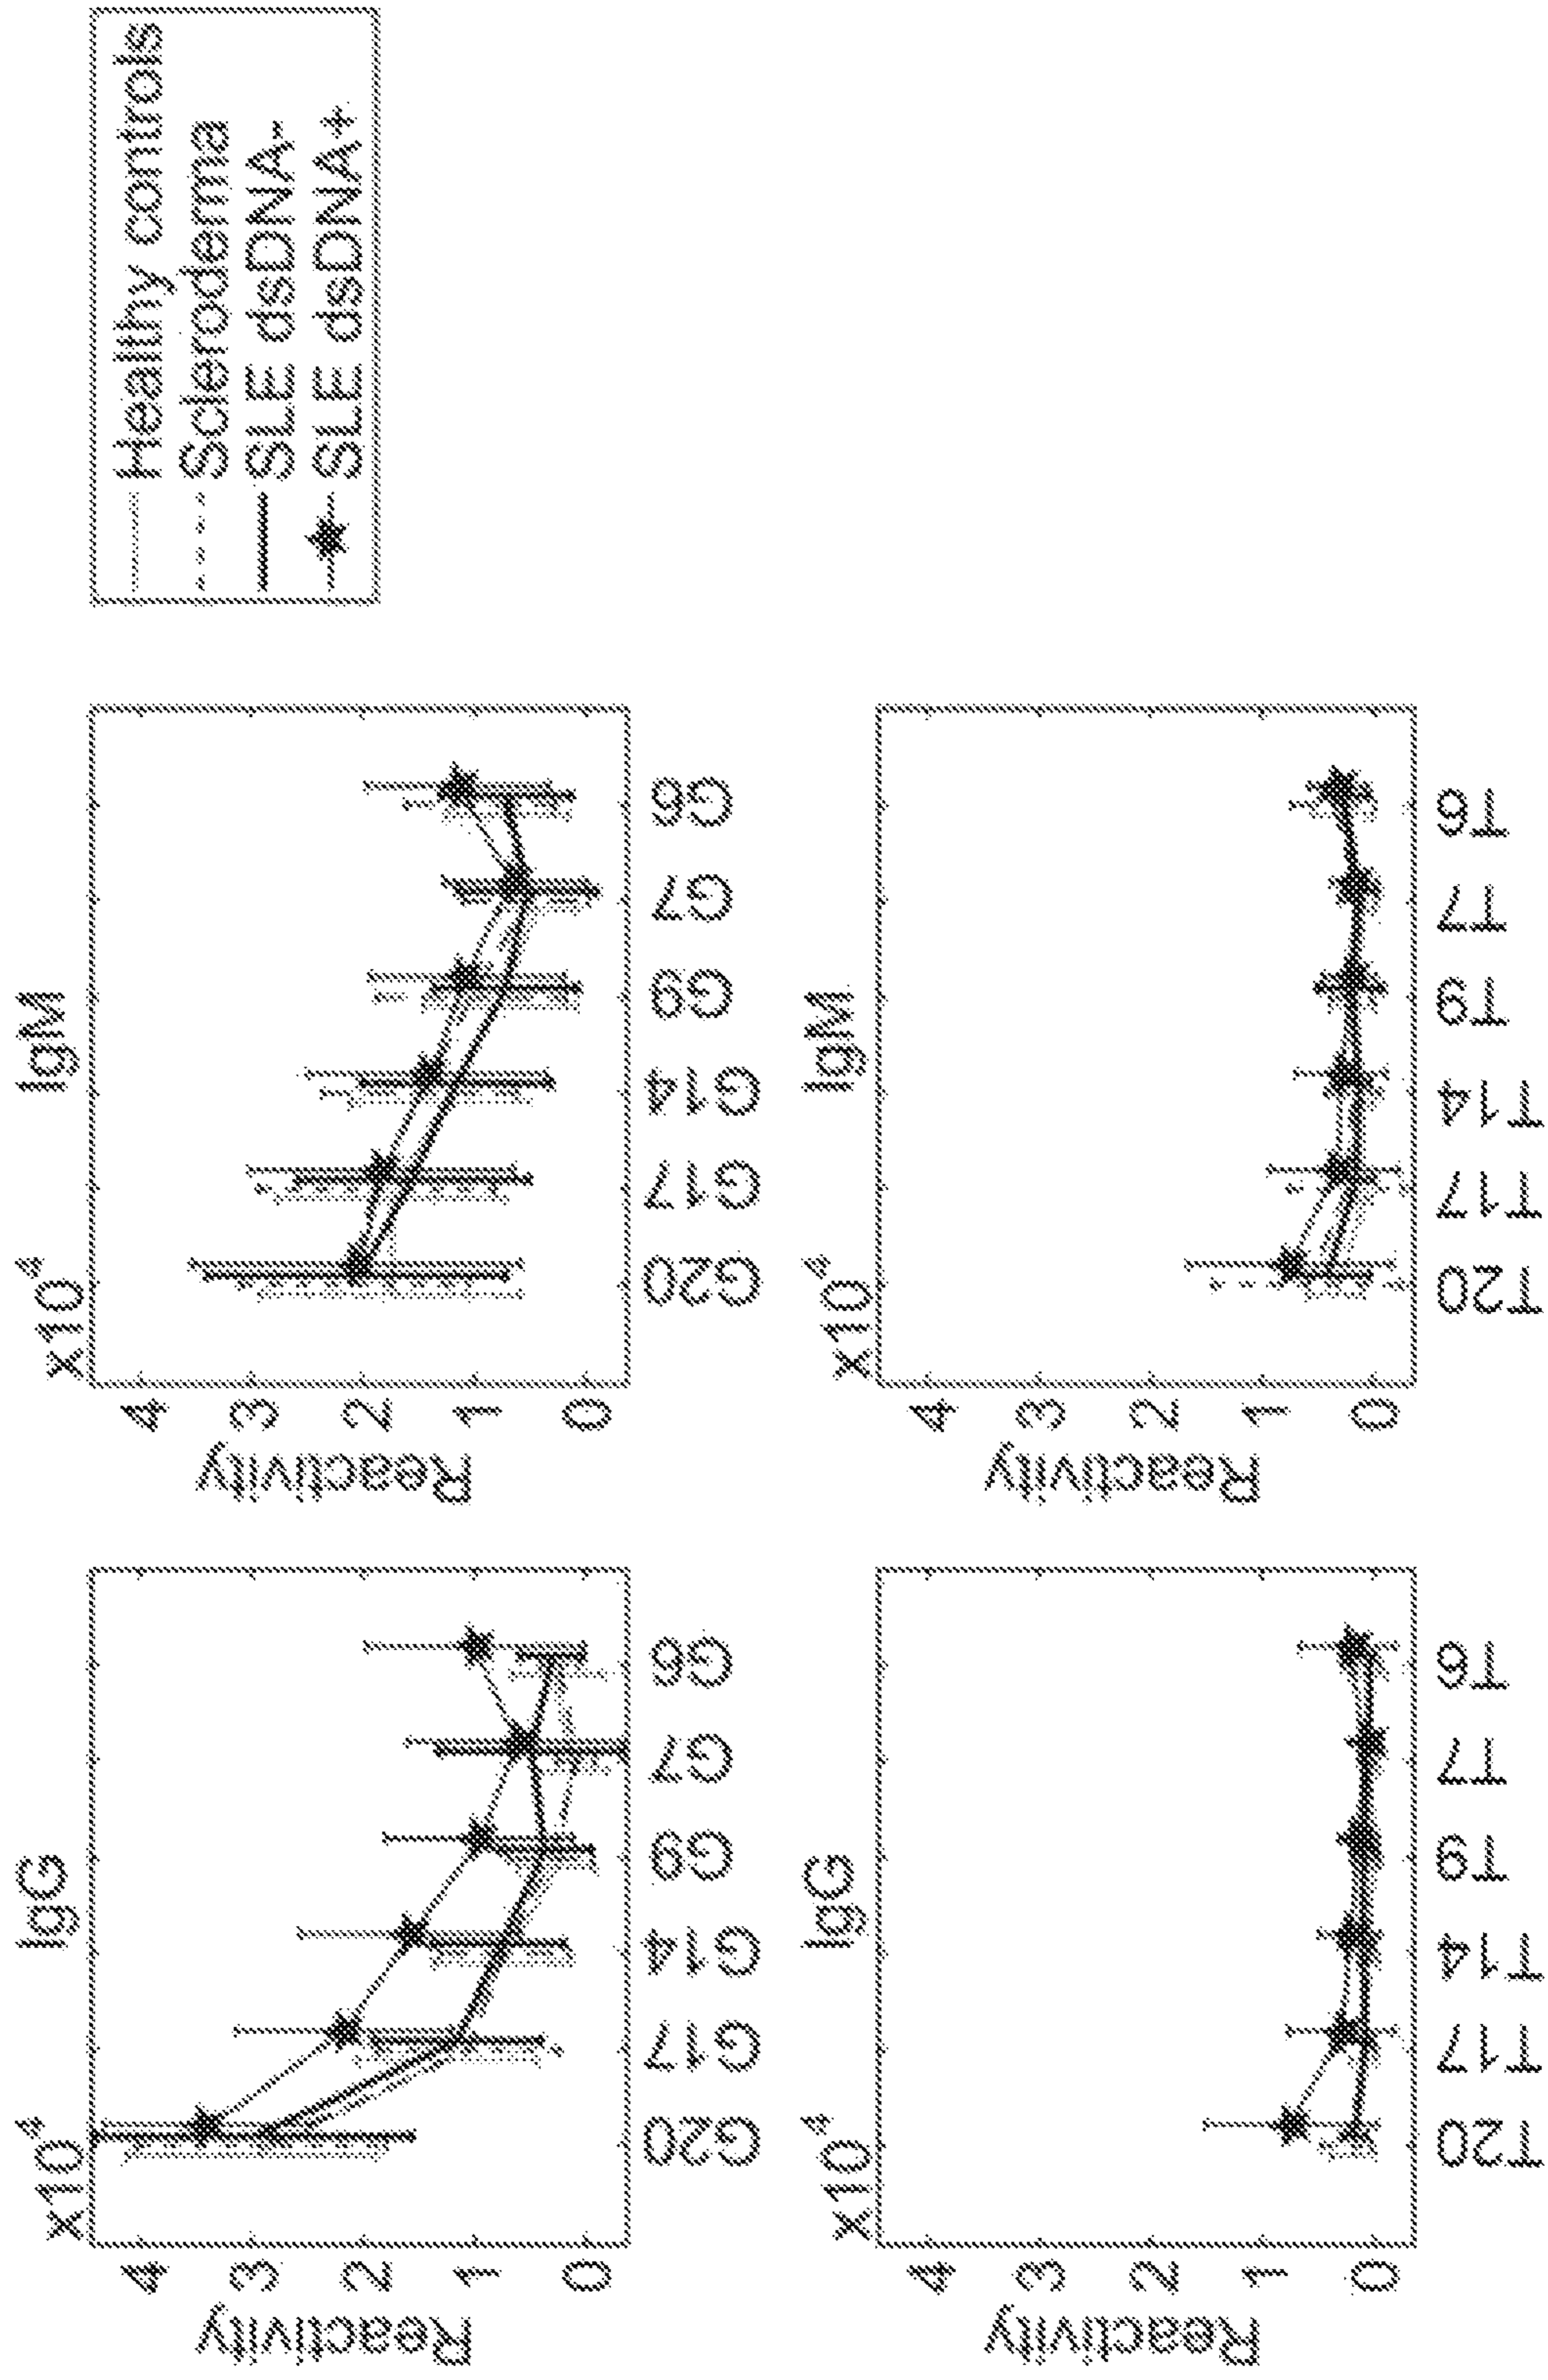 IgG
x10^4
Reactivity
4
3
2
1
0
G20 G17 G14 G9 G7 G6
IgM
x10^4
Reactivity
4
3
2
1
0
G20 G17 G14 G9 G7 G6
Healthy controls
Scleroderma
SLE dsDNA-
SLE dsDNA+
IgG
x10^4
Reactivity
4
3
2
1
0
T20 T17 T14 T9 T7 T6
IgM
x10^4
Reactivity
4
3
2
1
0
T20 T17 T14 T9 T7 T6